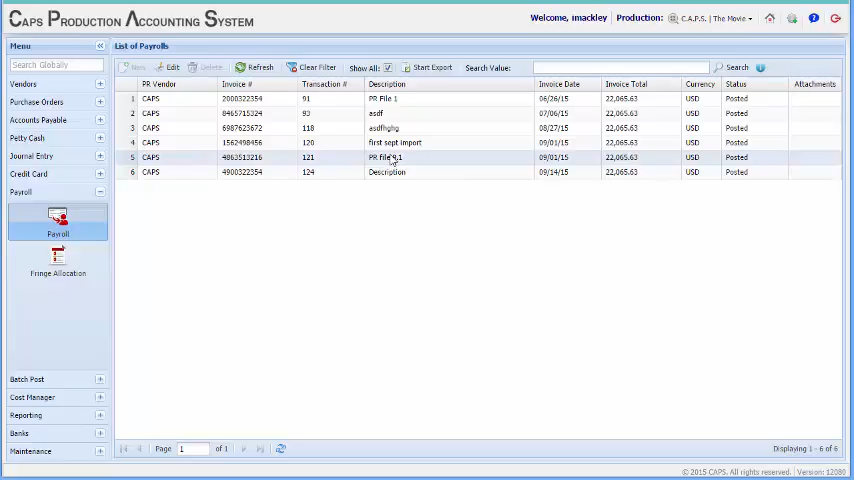 CAPS PRODUCTION ACCOUNTING SYSTEM
Welcome, imackley Production: C.A.P.S. | The Movie
Menu
List of Payrolls
Search Globally
New Edit Delete Refresh Clear Filter Show All: Start Export Search Value: Search
PR Vendor Invoice # Transaction # Description Invoice Date Invoice Total Currency Status Attachments
1 CAPS 2000322354 91 PR File 1 06/26/15 22,065.63 USD Posted
2 CAPS 8465715324 93 asdf 07/06/15 22,065.63 USD Posted
3 CAPS 6987623672 118 asdfhghg 08/27/15 22,065.63 USD Posted
4 CAPS 1562498456 120 first sept import 09/01/15 22,065.63 USD Posted
5 CAPS 4863513216 121 PR file 09/01/15 22,065.63 USD Posted
6 CAPS 4900322354 124 Description 09/14/15 22,065.63 USD Posted
Vendors
Purchase Orders
Accounts Payable
Petty Cash
Journal Entry
Credit Card
Payroll
Payroll
Fringe Allocation
Batch Post
Cost Manager
Reporting
Banks
Maintenance
Page 1 of 1
Displaying 1 - 6 of 6
© 2015 CAPS. All rights reserved. | Version: 12080